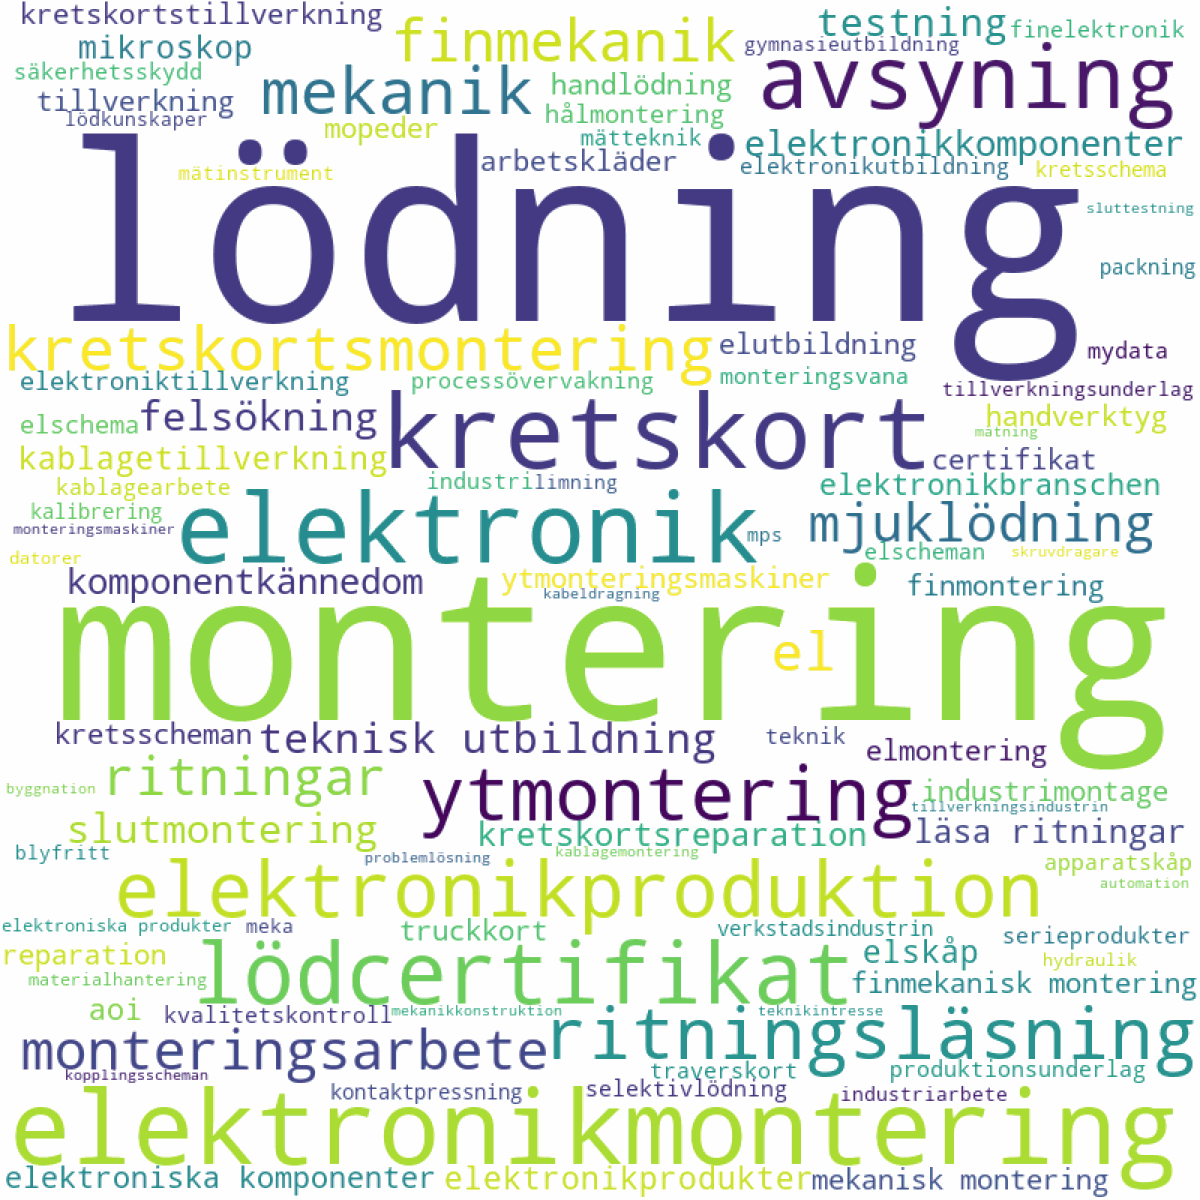 kretskortstillverkning
finmekanik
testning
finelektronik
mikroskop
gymnasieutbildning
säkerhetsskydd
mekanik
handlödning
avsyning
tillverkning
hålmontering
lödkunskaper
mopeder
mätteknik
elektronikkomponenter
mätinstrument
arbetskläder
elektronikutbildning
kretsschema
lödning
sluttestning
packning
kretskortsmontering
elutbildning
mydata
elektroniktillverkning
processövervakning
monteringsvana
tillverkningsunderlag
elschema
felsökning
kretskort
handverktyg
mätning
kablagetillverkning
certifikat
kablagearbete
industri
limning
elektronikbranschen
kalibrering
elektronik
mjuklödning
monteringsmaskiner
mps
datorer
elscheman
skruvdragare
komponentkännedom
ytmonteringsmaskiner
kabeldragning
finmontering
montering
el
kretsscheman
teknisk utbildning
teknik
elmontering
byggnation
ritningar
ytmontering
industrimontage
tillverkningsindustrin
slutmontering
kretskortsreparation
läsa ritningar
blyfritt
problemlösning
kablagemontering
apparatskåp
automation
elektronikproduktion
elektroniska produkter
meka
truckkort
verkstadsindustrin
serieprodukter
reparation
lödcertifikat
elskåp
hydraulik
materialhantering
finmekanisk montering
aoi
kvalitetskontroll
mekanikkonstruktion
teknikintresse
monteringsarbete
ritningsläsning
kopplingsscheman
traverskort
produktionsunderlag
kontaktpressning
selektivlödning
industriarbete
elektronikmontering
elektroniska komponenter
elektronikprodukter
mekanisk montering